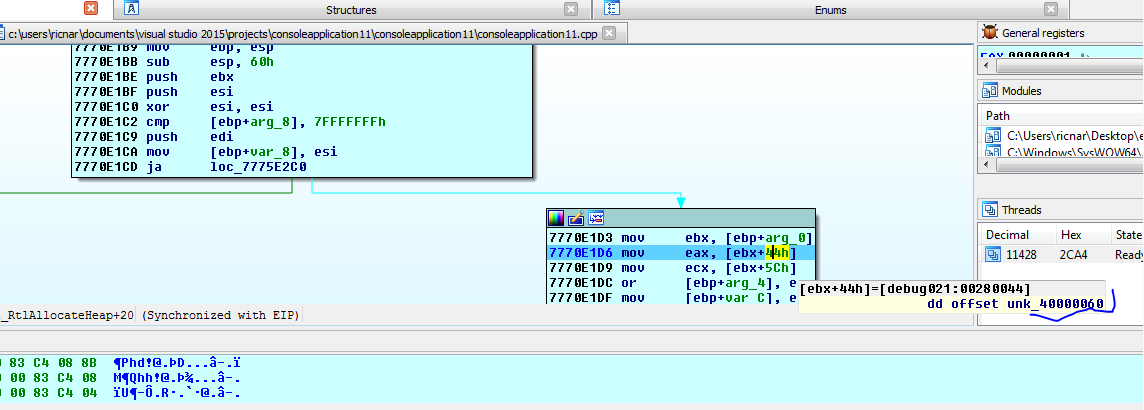 Structures
Enums
c:\users\ricnar\documents\visual studio 2015\projects\consoleapplication11\consoleapplication11\consoleapplication11.cpp
7770E1B9 mov ebp, esp
7770E1BB sub esp, 60h
7770E1BE push ebx
7770E1BF push esi
7770E1C0 xor esi, esi
7770E1C2 cmp [ebp+arg_8], 7FFFFFFFh
7770E1C9 push edi
7770E1CA mov [ebp+var_8], esi
7770E1CD ja loc_7775E2C0
7770E1D3 mov ebx, [ebp+arg_0]
7770E1D6 mov eax, [ebx+44h]
7770E1D9 mov ecx, [ebx+5Ch]
7770E1DC or [ebp+arg_4], e
7770E1DF mov [ebp+var_C], e
[ebx+44h]=[debug021:00280044]
dd offset unk_40000060
_RtlAllocateHeap+20 (Synchronized with EIP)
83 C4 08 8B ¶Phd!@.ÞD...â-.ï
00 83 C4 08 M¶Qhh!@.Þ¾...â-.
00 83 C4 04
General registers
EAX 00000001
Modules
Path
C:\Users\ricnar\Desktop\e
C:\Windows\SysWOW64\
Threads
Decimal Hex State
11428 2CA4 Ready